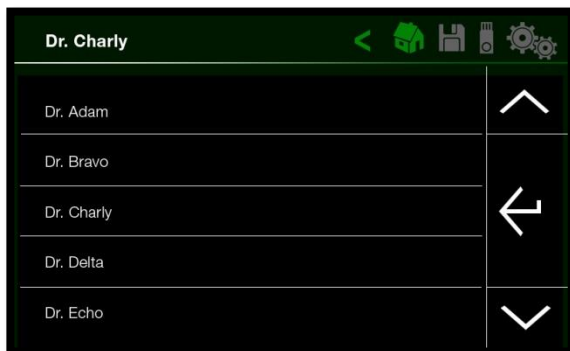 Dr. Charly
Dr. Adam
Dr. Bravo
Dr. Charly
Dr. Delta
Dr. Echo